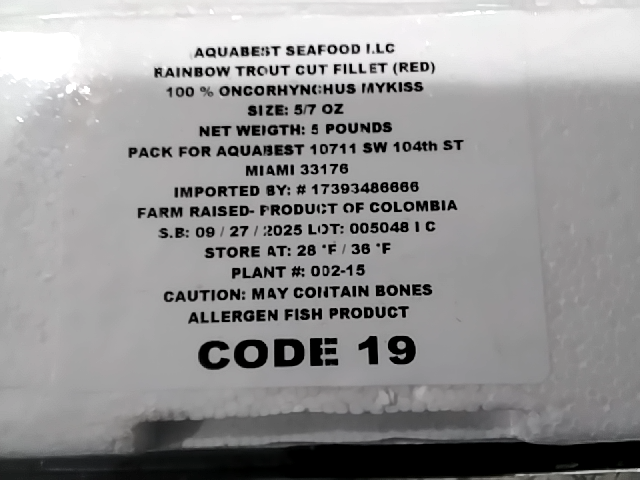 AQUABEST SEAFOOD LLC
RAINBOW TROUT CUT FILLET (RED)
100 % ONCORHYNCHUS MYKISS
SIZE: 5/7 OZ
NET WEIGTH: 5 POUNDS
PACK FOR AQUABEST 10711 SW 104th ST
MIAMI 33176
IMPORTED BY: # 17393486666
FARM RAISED- PRODUCT OF COLOMBIA
S.B: 09 / 27 / 2025 LOT: 005048 I C
STORE AT: 28 °F / 36 °F
PLANT #: 002-15
CAUTION: MAY CONTAIN BONES
ALLERGEN FISH PRODUCT
CODE 19